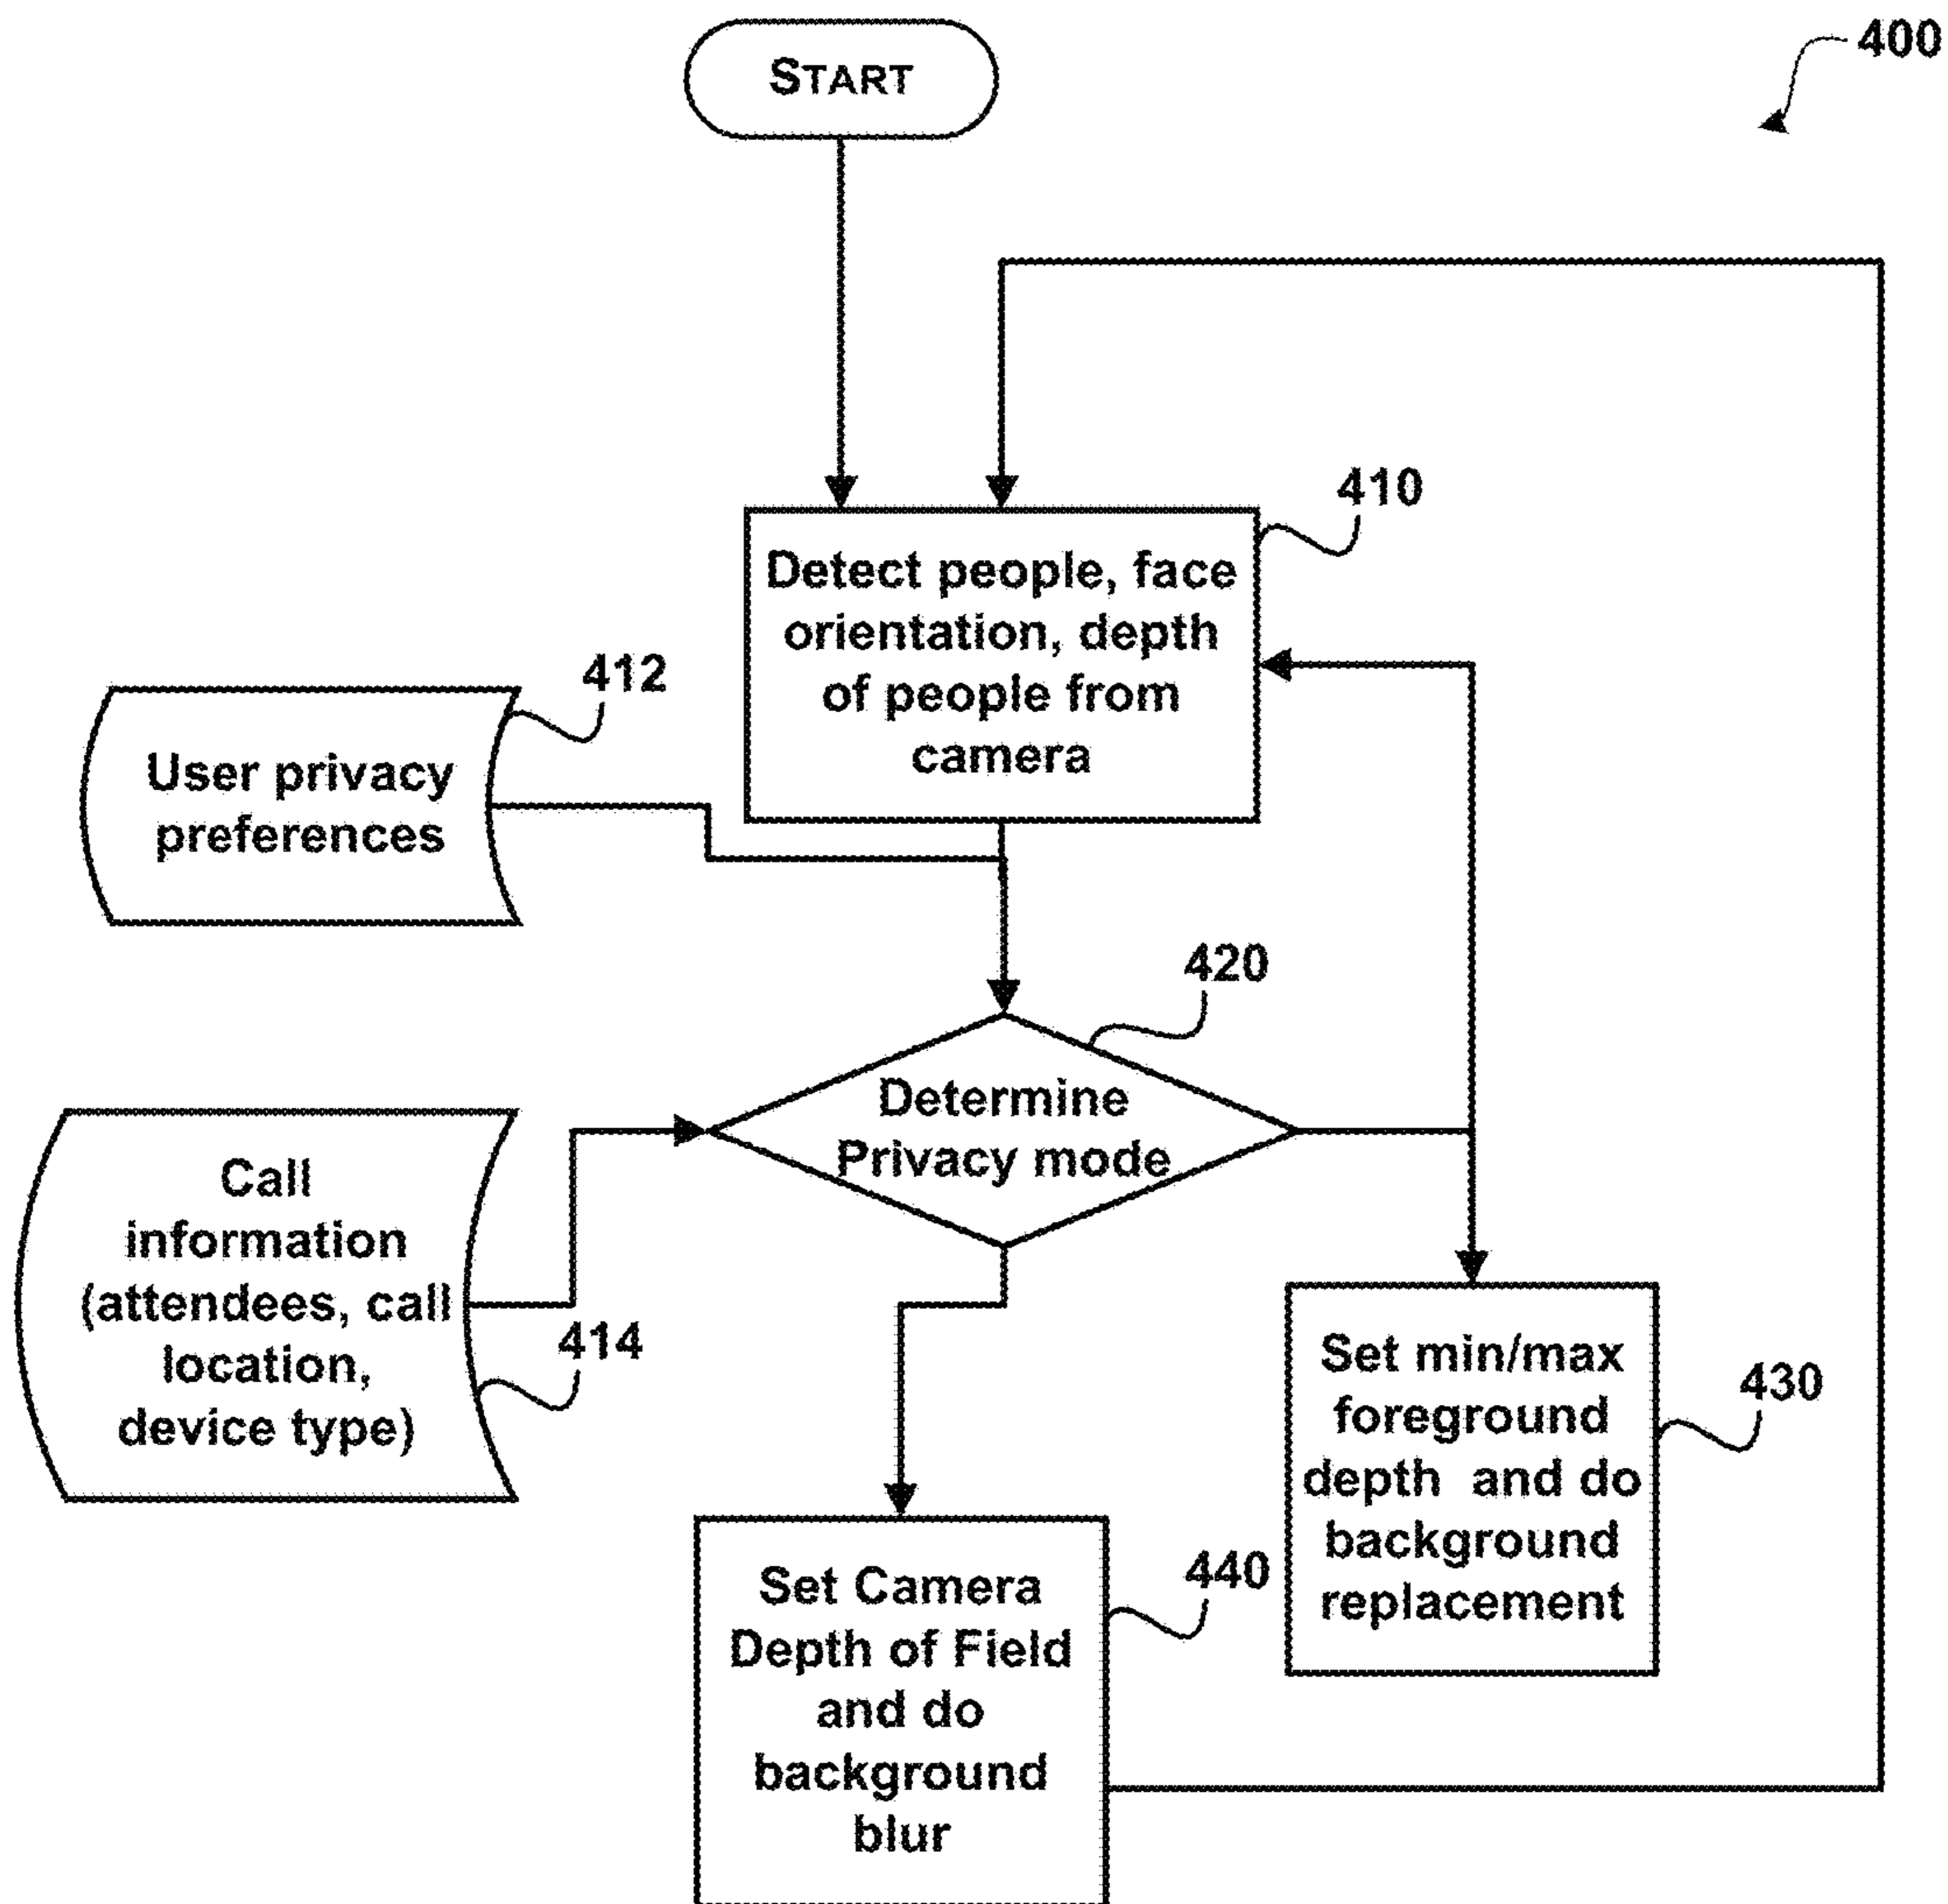 START
400
410
Detect people, face
orientation, depth
of people from
camera
412
User privacy
preferences
420
Determine
Privacy mode
Call
information
(attendees, call
location,
device type)
414
Set min/max
foreground
depth and do
background
replacement
430
Set Camera
Depth of Field
and do
background
blur
440